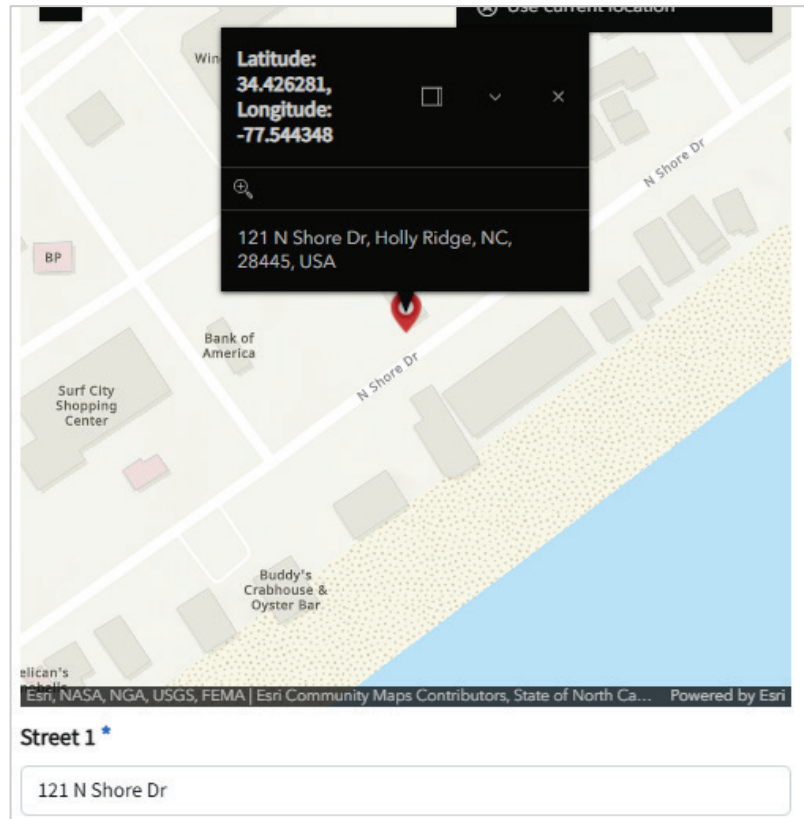 Use current location
Win
Latitude:
34.426281,
Longitude:
-77.544348
121 N Shore Dr, Holly Ridge, NC,
28445, USA
N Shore Dr
BP
Bank of
America
N Shore Dr
Surf City
Shopping
Center
Buddy's
Crabhouse &
Oyster Bar
elican's
Esri, NASA, NGA, USGS, FEMA | Esri Community Maps Contributors, State of North Ca... Powered by Esri
Street 1 *
121 N Shore Dr